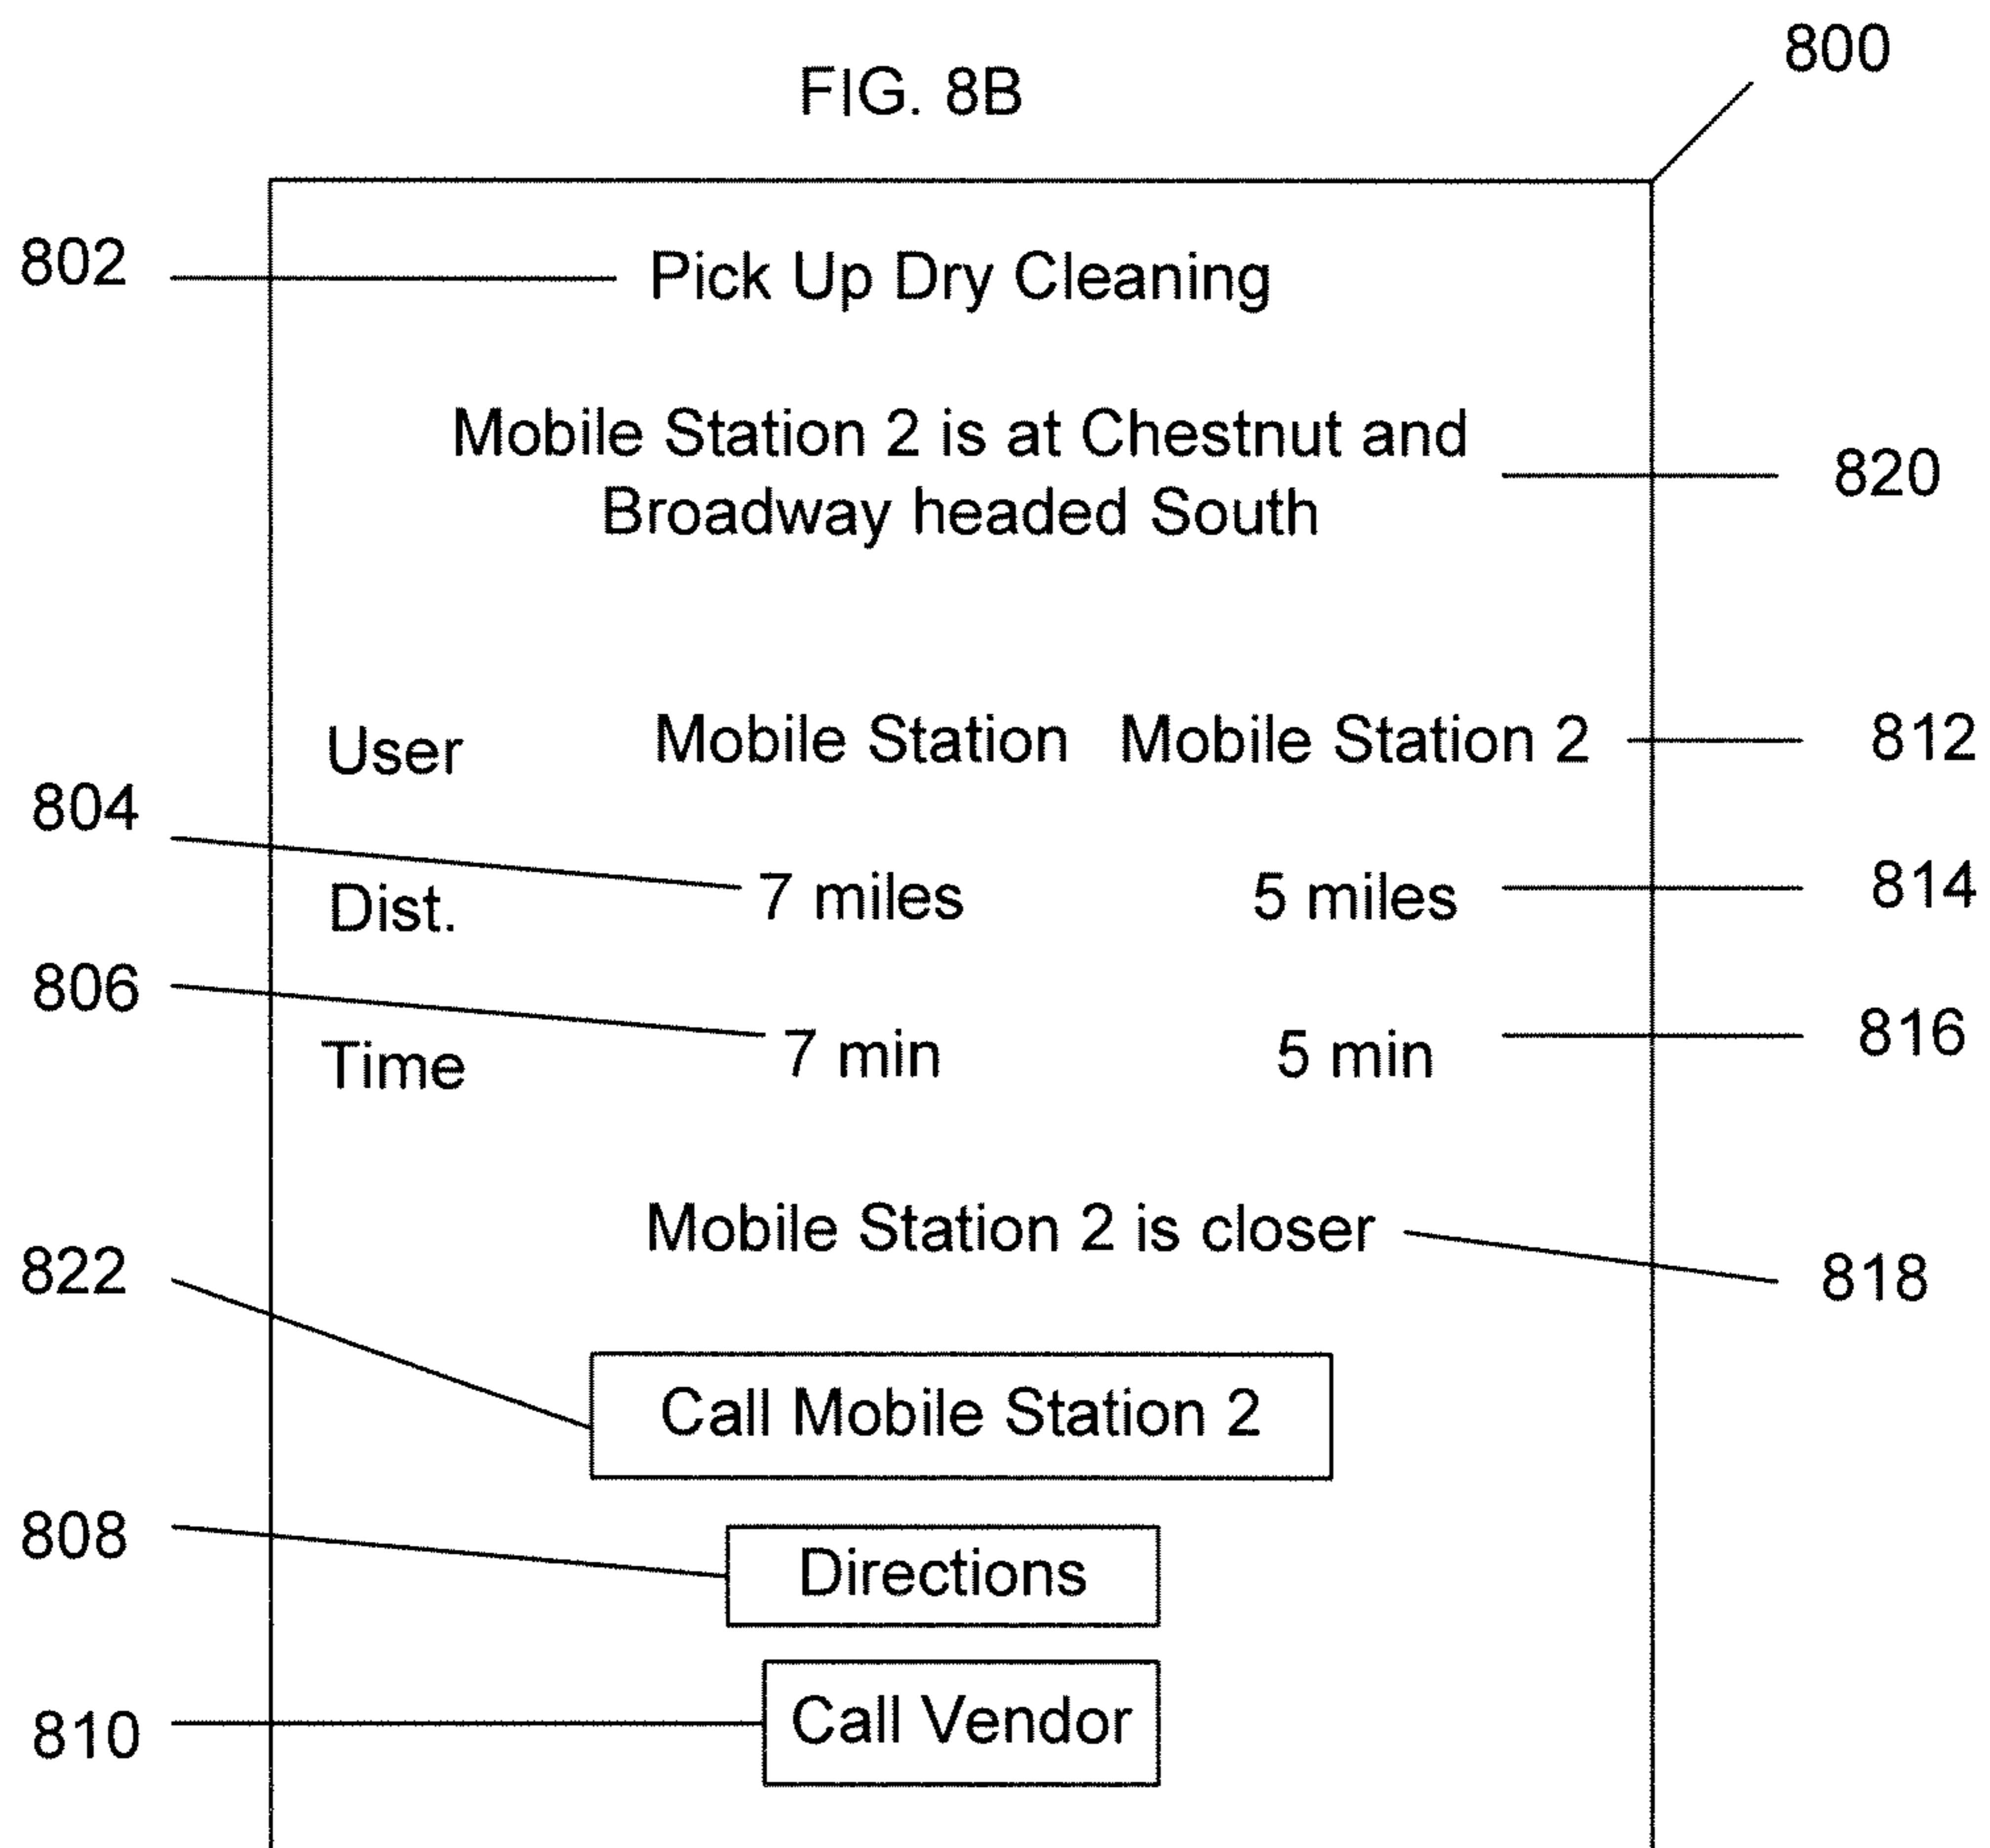 800
FIG. 8B
802 Pick Up Dry Cleaning
Mobile Station 2 is at Chestnut and
Broadway headed South 820
User Mobile Station Mobile Station 2 812
804
Dist. 7 miles 5 miles 814
806
Time 7 min 5 min 816
Mobile Station 2 is closer
822 818
Call Mobile Station 2
808 Directions
810 Call Vendor